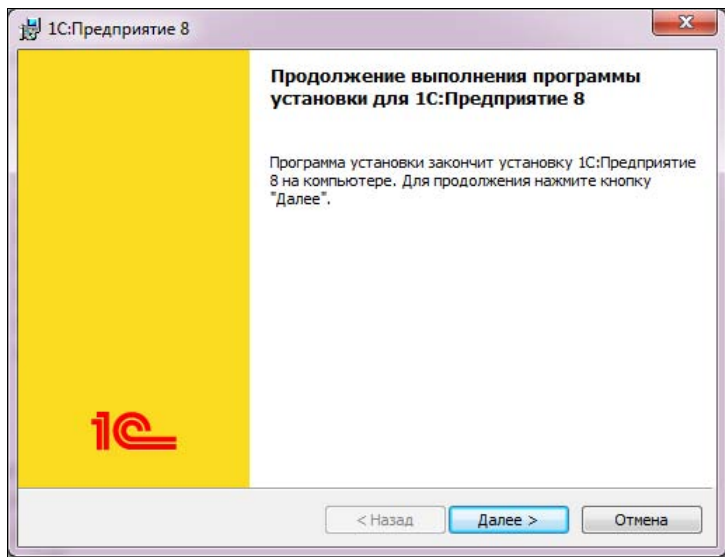 1С:Предприятие 8
Продолжение выполнения программы
установки для 1С:Предприятие 8
Программа установки закончит установку 1С:Предприятие
8 на компьютере. Для продолжения нажмите кнопку
"Далее".
1С
< Назад
Далее >
Отмена